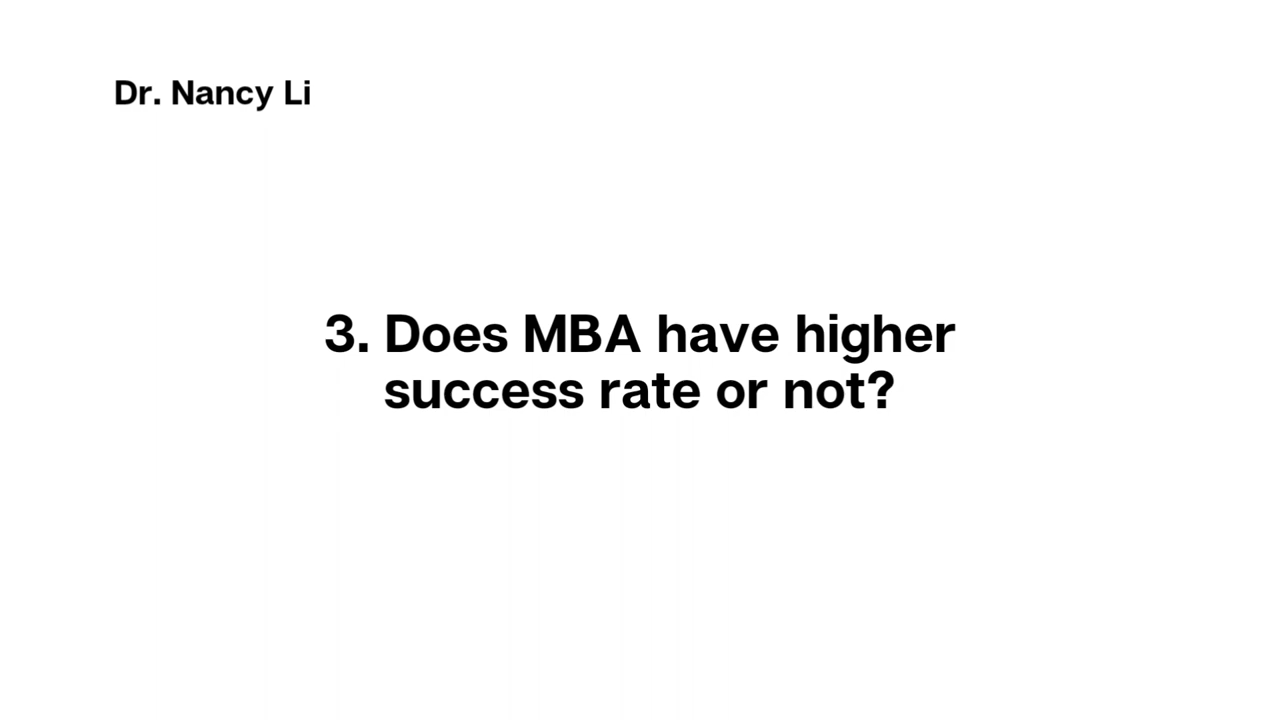 Dr. Nancy Li
3. Does MBA have higher
success rate or not?